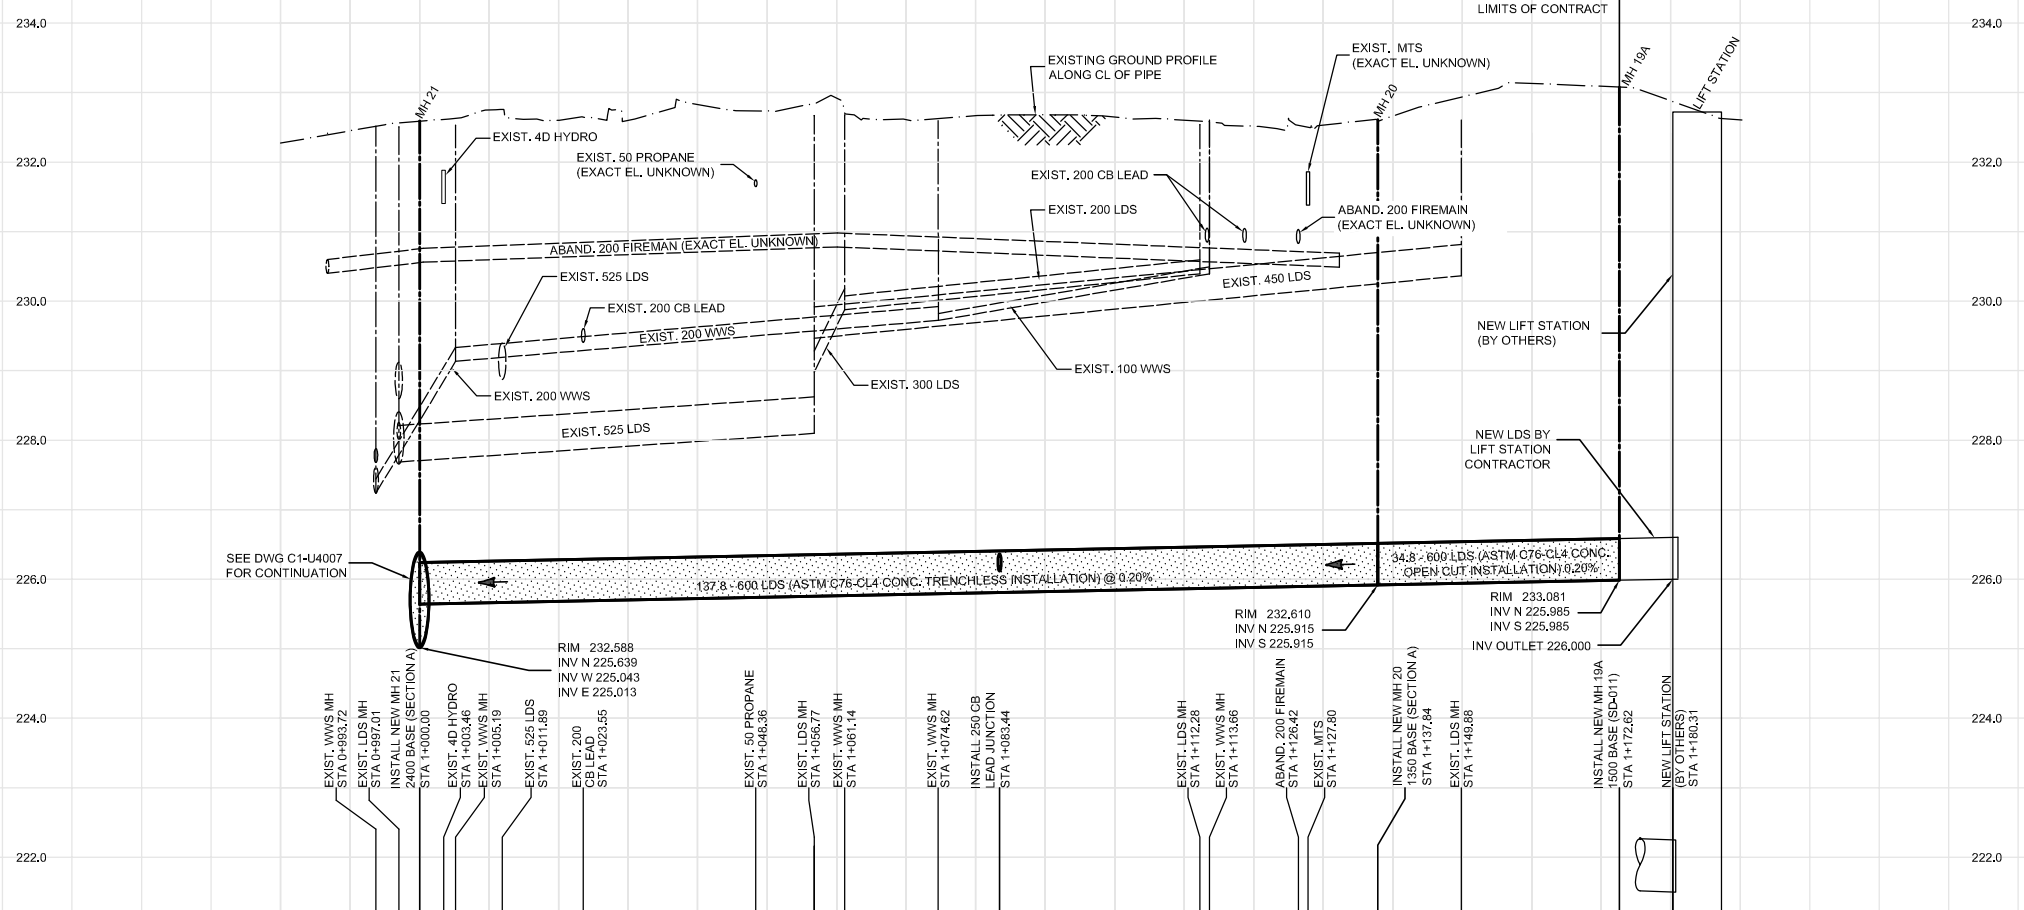 LIMITS OF CONTRACT
234.0
234.0
MH 21
EXISTING GROUND PROFILE
ALONG CL OF PIPE
EXIST. MTS
(EXACT EL. UNKNOWN)
MH 20
MH 19A
LIFT STATION
EXIST. 4D HYDRO
232.0
232.0
EXIST. 50 PROPANE
(EXACT EL. UNKNOWN)
EXIST. 200 CB LEAD
EXIST. 200 LDS
ABAND. 200 FIREMAIN
(EXACT EL. UNKNOWN)
ABAND. 200 FIREMAN (EXACT EL. UNKNOWN)
EXIST. 525 LDS
EXIST. 450 LDS
230.0
230.0
EXIST. 200 CB LEAD
EXIST. 200 WWS
NEW LIFT STATION
(BY OTHERS)
EXIST. 100 WWS
EXIST. 300 LDS
EXIST. 200 WWS
EXIST. 525 LDS
228.0
228.0
NEW LDS BY
LIFT STATION
CONTRACTOR
SEE DWG C1-U4007
FOR CONTINUATION
34.8 - 600 LDS (ASTM C76-CL4 CONC.
OPEN CUT INSTALLATION) 0.20%
226.0
226.0
137.8 - 600 LDS (ASTM C76-CL4 CONC. TRENCHLESS INSTALLATION) @ 0.20%
RIM 233.081
INV N 225.985
INV S 225.985
RIM 232.610
INV N 225.915
INV S 225.915
INV OUTLET 226.000
RIM 232.588
INV N 225.639
INV W 225.043
INV E 225.013
224.0
224.0
EXIST. WWS MH
STA 0+993.72
EXIST. LDS MH
STA 0+997.01
INSTALL NEW MH 21
2400 BASE (SECTION A)
STA 1+000.00
EXIST. 4D HYDRO
STA 1+003.46
EXIST. WWS MH
STA 1+005.19
EXIST. 525 LDS
STA 1+011.89
EXIST. 200
CB LEAD
STA 1+023.55
EXIST. 50 PROPANE
STA 1+048.36
EXIST. LDS MH
STA 1+056.77
EXIST. WWS MH
STA 1+061.14
EXIST. WWS MH
STA 1+074.62
INSTALL 250 CB
LEAD JUNCTION
STA 1+083.44
EXIST. LDS MH
STA 1+112.28
EXIST. WWS MH
STA 1+113.66
ABAND. 200 FIREMAIN
STA 1+126.42
EXIST. MTS
STA 1+127.80
INSTALL NEW MH 20
1350 BASE (SECTION A)
STA 1+137.84
EXIST. LDS MH
STA 1+149.88
INSTALL NEW MH 19A
1500 BASE (SD-011)
STA 1+172.62
NEW LIFT STATION
(BY OTHERS)
STA 1+180.31
222.0
222.0